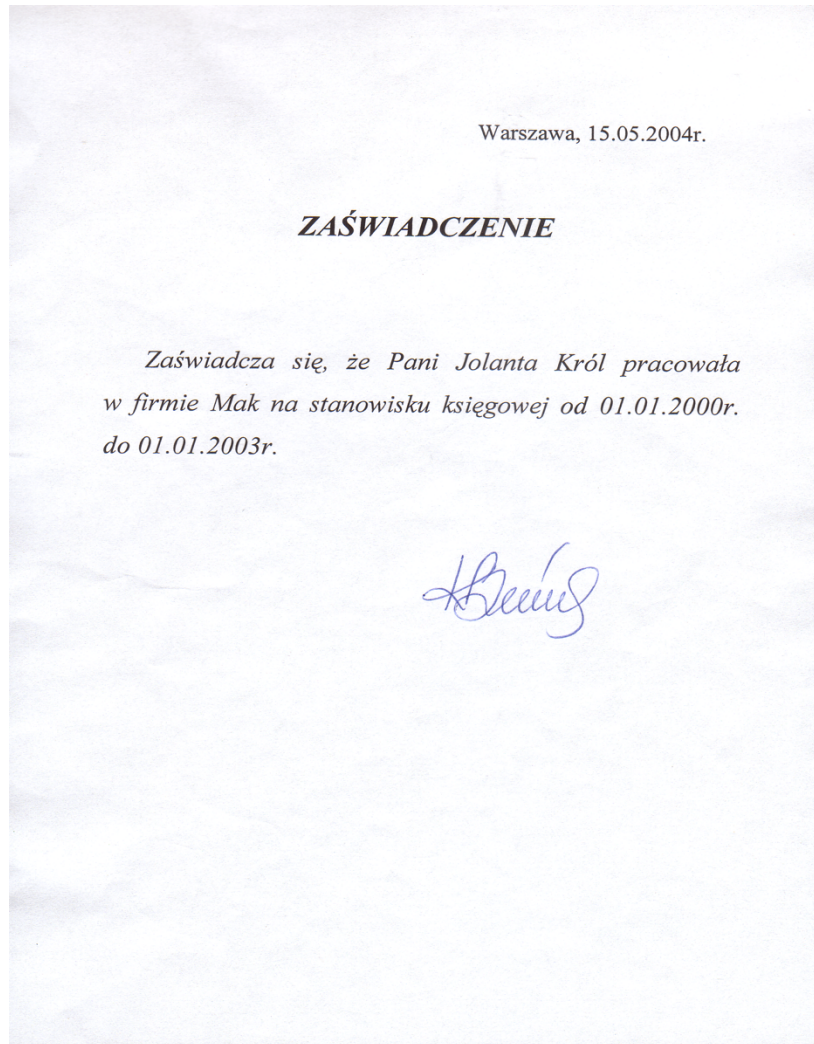 Warszawa, 15.05.2004r.
ZAŚWIADCZENIE
Zaświadcza się, że Pani Jolanta Król pracowała
w firmie Mak na stanowisku księgowej od 01.01.2000r.
do 01.01.2003r.